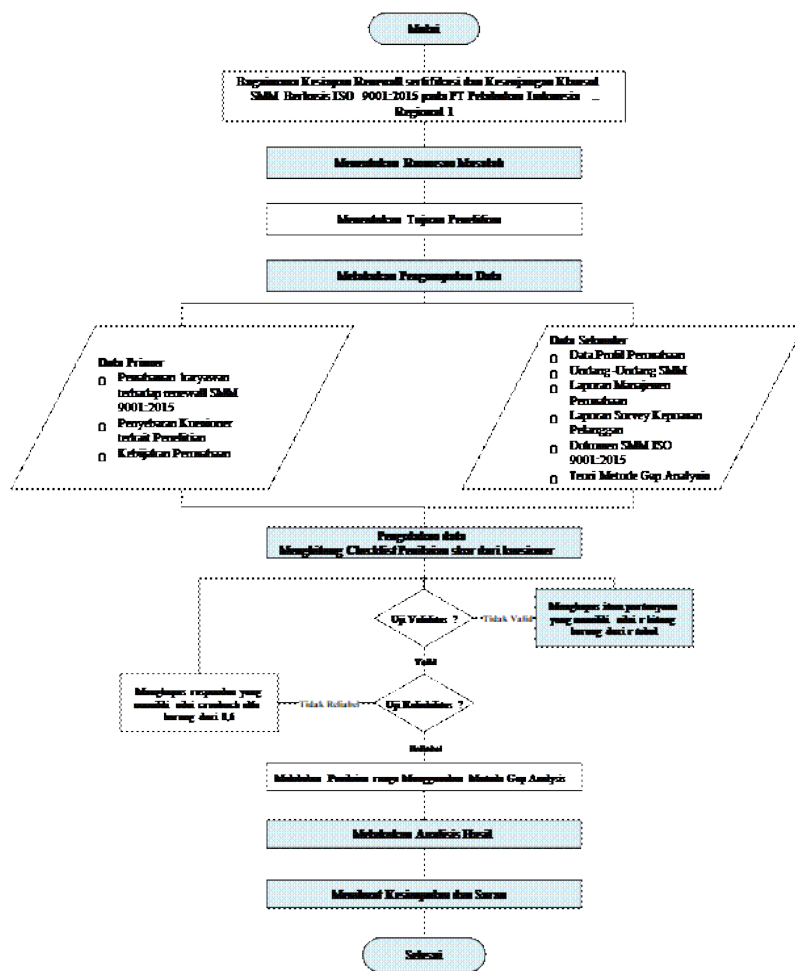 Mulai
Bagaimana Kesiapan Renewall sertifikasi dan Kesenjangan Klausul
SMM Berbasis ISO 9001:2015 pada PT Pelabuhan Indonesia
Regional 1
Menentukan Rumusan Masalah
Menentukan Tujuan Penelitian
Melakukan Pengumpulan Data
Data Primer
Pemahaman karyawan
terhadap renewall SMM
9001:2015
Penyebaran Kuesioner
terkait Penelitian
Kebijakan Perusahaan
Data Sekunder
Data Profil Perusahaan
Undang-Undang SMM
Laporan Manajemen
Perusahaan
Laporan Survey Kepuasan
Pelanggan
Dokumen SMM ISO
9001:2015
Teori Metode Gap Analysis
Pengolahan data
Menghitung Checklist Penilaian skor dari kuesioner
Uji Validitas ?
Tidak Valid
Menghapus item pertanyaan
yang memiliki nilai r hitung
kurang dari r tabel
Valid
Menghapus responden yang
memiliki nilai cronbach alfa
kurang dari 0,6
Tidak Reliabel
Uji Reliabilitas ?
Reliabel
Melakukan Penilaian Menggunakan Metode Gap Analysis
Melakukan Analisis Hasil
Membuat Kesimpulan dan Saran
Selesai